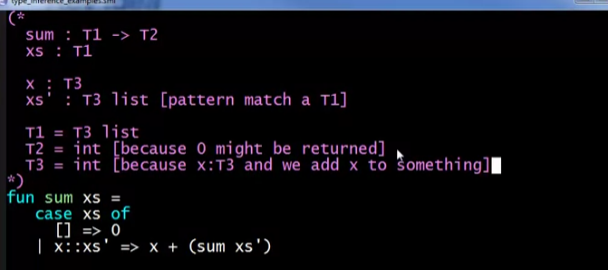 type_inference_examples.sml
(*
sum : T1 -> T2
xs : T1
x : T3
xs' : T3 list [pattern match a T1]
T1 = T3 list
T2 = int [because 0 might be returned]
T3 = int [because x:T3 and we add x to something]
*)
fun sum xs =
case xs of
[] => 0
| x::xs' => x + (sum xs')